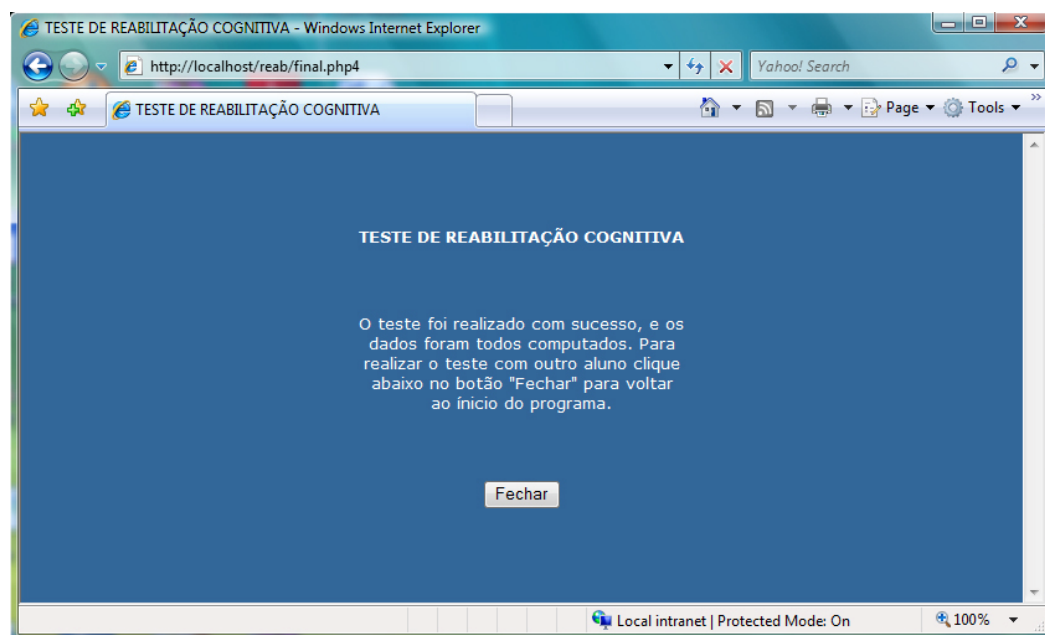 TESTE DE REABILITAÇÃO COGNITIVA - Windows Internet Explorer
http://localhost/reab/final.php4
Yahoo! Search
TESTE DE REABILITAÇÃO COGNITIVA
Page
Tools
TESTE DE REABILITAÇÃO COGNITIVA
O teste foi realizado com sucesso, e os
dados foram todos computados. Para
realizar o teste com outro aluno clique
abaixo no botão "Fechar" para voltar
ao ínicio do programa.
Fechar
Local intranet | Protected Mode: On
100%